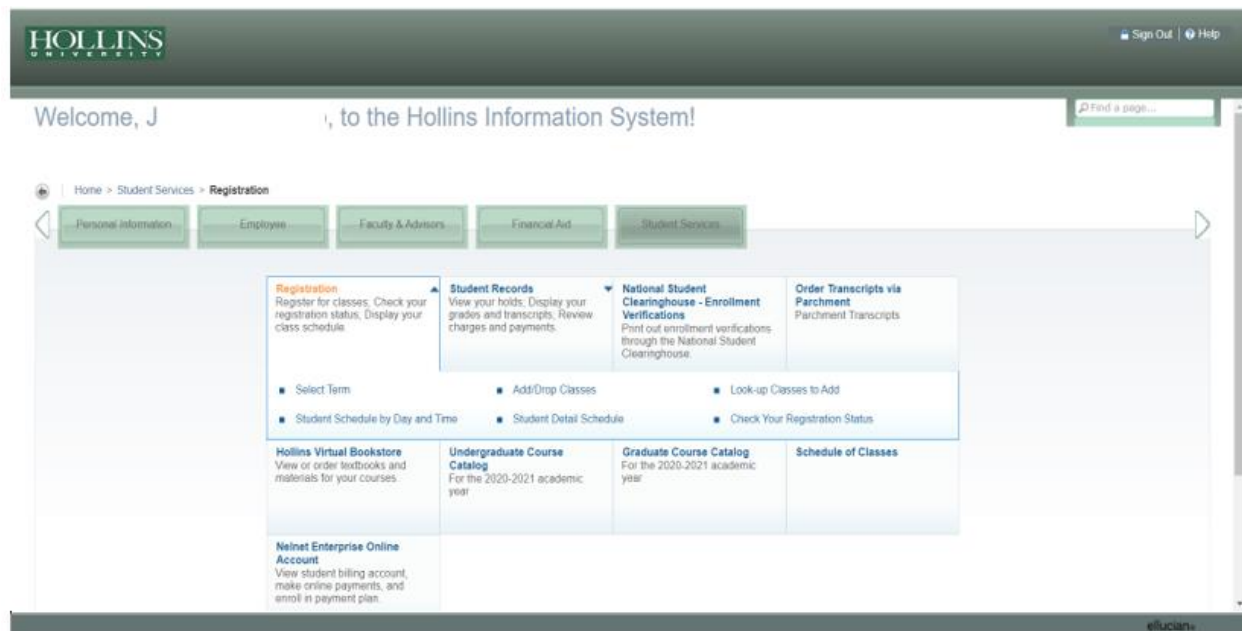 HOLLINS
UNIVERSITY
Sign Out | Help
Welcome, J , to the Hollins Information System!
Find a page...
Home > Student Services > Registration
Personal Information
Employee
Faculty & Advisors
Financial Aid
Student Services
Registration
Register for classes, Check your
registration status, Display your
class schedule.
Student Records
View your holds; Display your
grades and transcripts; Review
charges and payments.
National Student
Clearinghouse - Enrollment
Verifications
Print out enrollment verifications
through the National Student
Clearinghouse.
Order Transcripts via
Parchment
Parchment Transcripts
Select Term
Add/Drop Classes
Look-up Classes to Add
Student Schedule by Day and Time
Student Detail Schedule
Check Your Registration Status
Hollins Virtual Bookstore
View or order textbooks and
materials for your courses.
Undergraduate Course
Catalog
For the 2020-2021 academic
year
Graduate Course Catalog
For the 2020-2021 academic
year
Schedule of Classes
Nelnet Enterprise Online
Account
View student billing account,
make online payments, and
enroll in payment plan.
ellucian